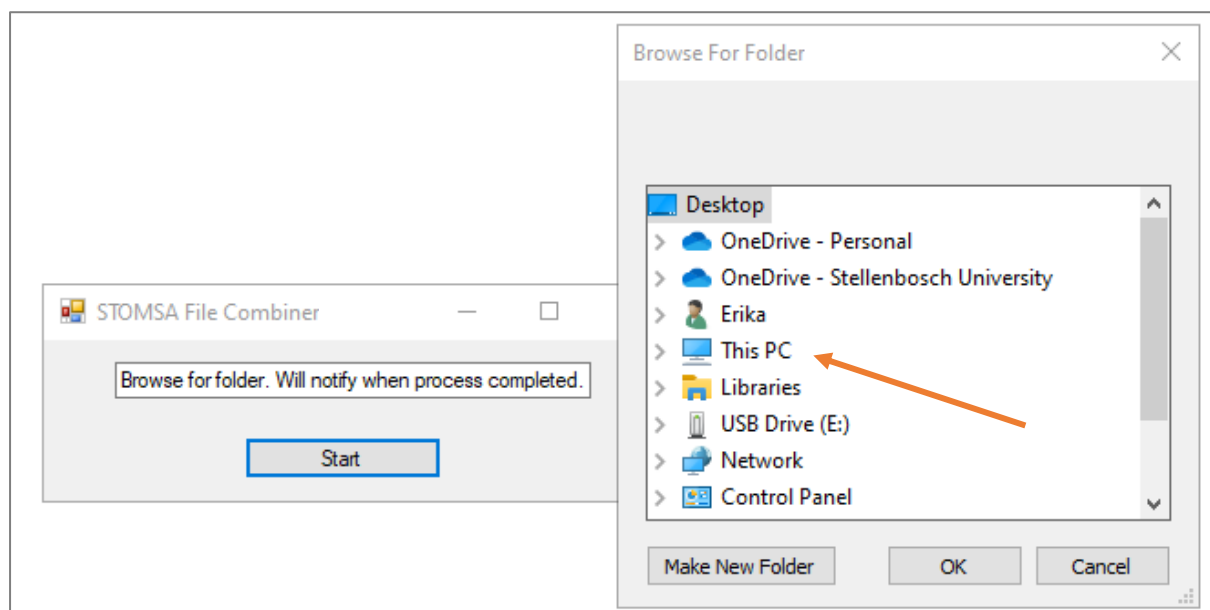 STOMSA File Combiner
Browse for folder. Will notify when process completed.
Start
Browse For Folder
Desktop
OneDrive - Personal
OneDrive - Stellenbosch University
Erika
This PC
Libraries
USB Drive (E:)
Network
Control Panel
Make New Folder
OK
Cancel